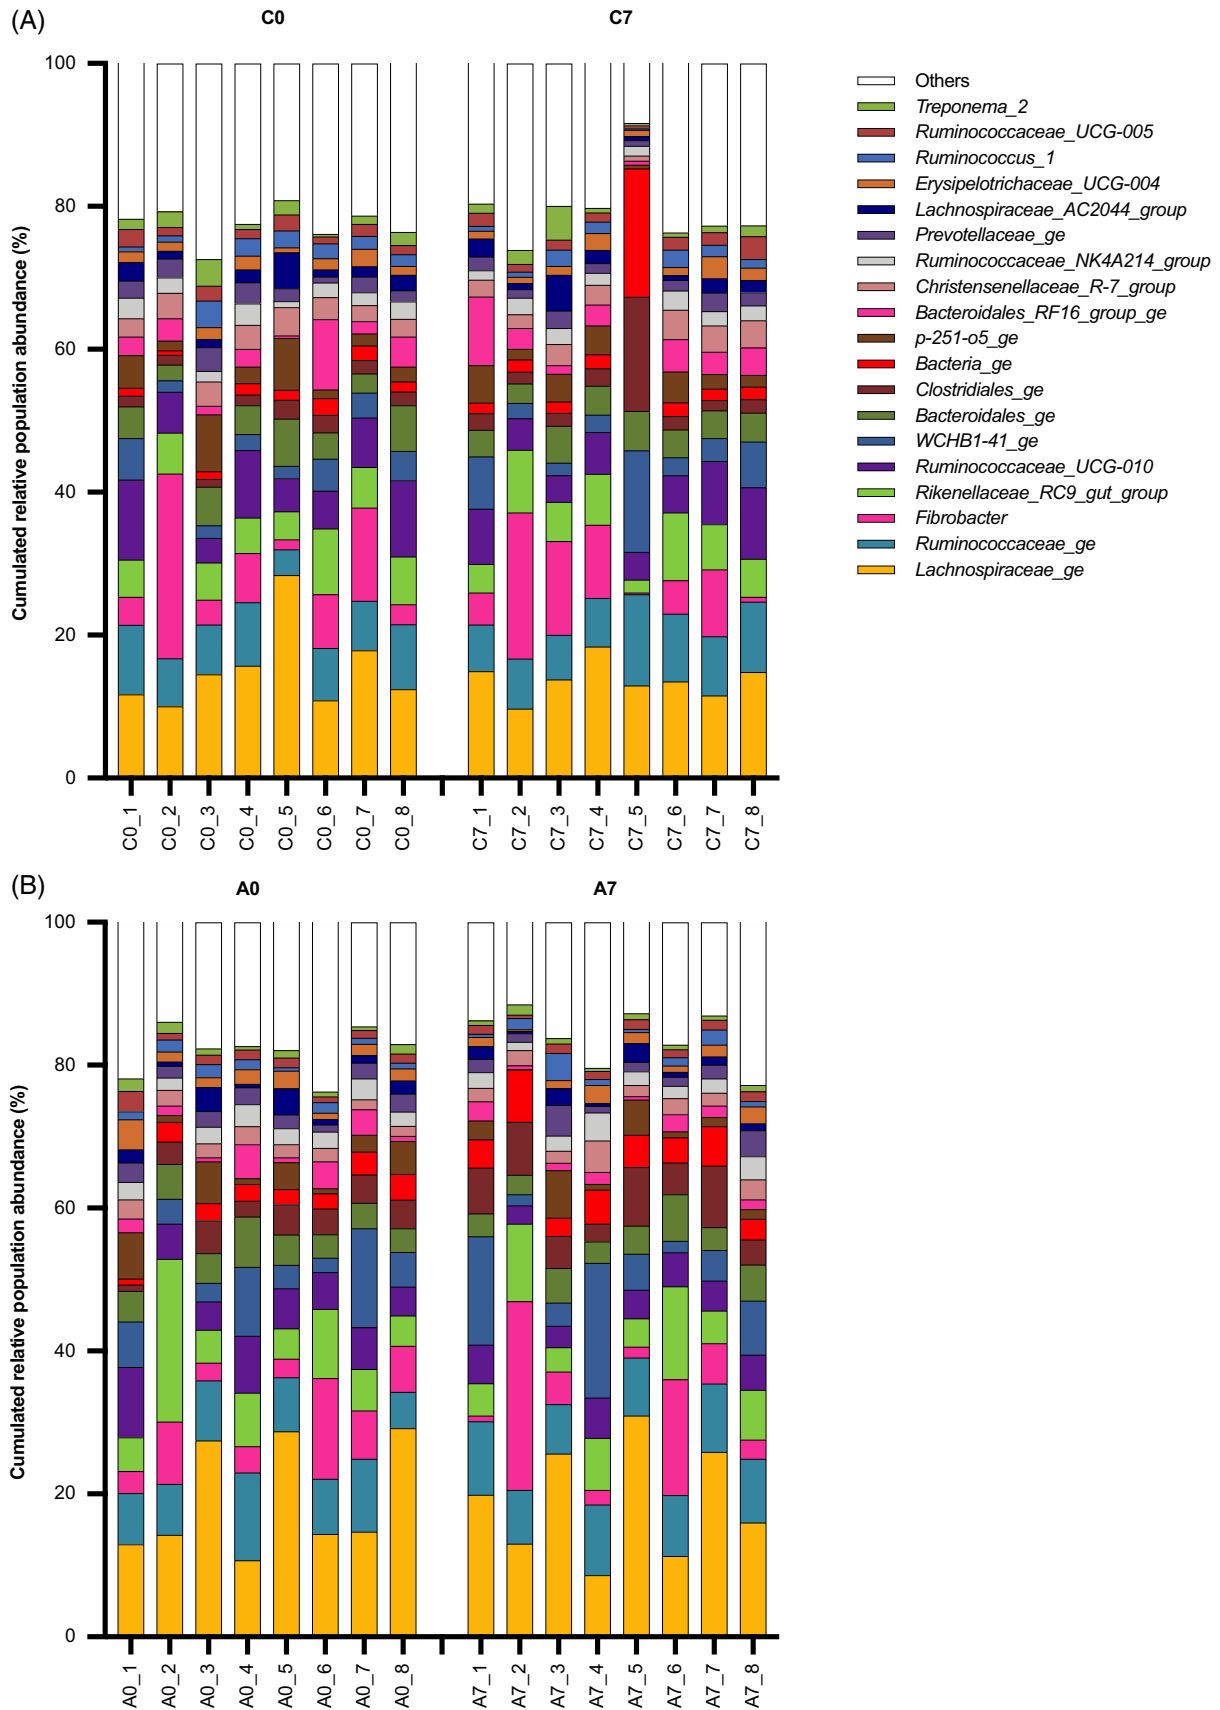 (A)
C0
C7
Cumulated relative population abundance (%)
100
80
60
40
20
0
C0_1
C0_2
C0_3
C0_4
C0_5
C0_6
C0_7
C0_8
C7_1
C7_2
C7_3
C7_4
C7_5
C7_6
C7_7
C7_8
Others
Treponema_2
Ruminococcaceae_UCG-005
Ruminococcus_1
Erysipelotrichaceae_UCG-004
Lachnospiraceae_AC2044_group
Prevotellaceae_ge
Ruminococcaceae_NK4A214_group
Christensenellaceae_R-7_group
Bacteroidales_RF16_group_ge
p-251-o5_ge
Bacteria_ge
Clostridiales_ge
Bacteroidales_ge
WCHB1-41_ge
Ruminococcaceae_UCG-010
Rikenellaceae_RC9_gut_group
Fibrobacter
Ruminococcaceae_ge
Lachnospiraceae_ge
(B)
A0
A7
Cumulated relative population abundance (%)
100
80
60
40
20
0
A0_1
A0_2
A0_3
A0_4
A0_5
A0_6
A0_7
A0_8
A7_1
A7_2
A7_3
A7_4
A7_5
A7_6
A7_7
A7_8